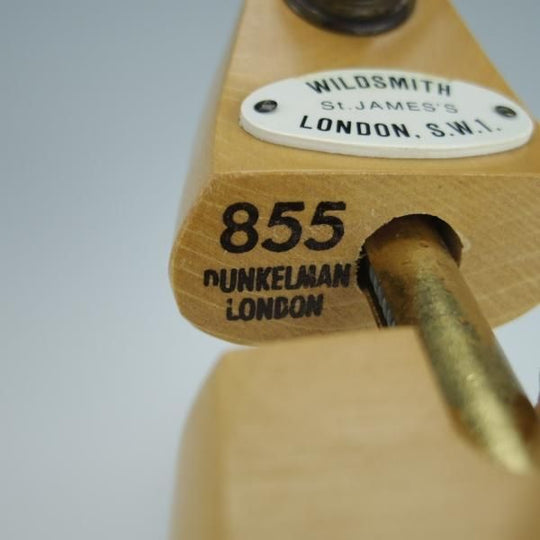 WILDSMITH
St. JAMES'S
LONDON. S.W.1.
855
DUNKELMAN
LONDON